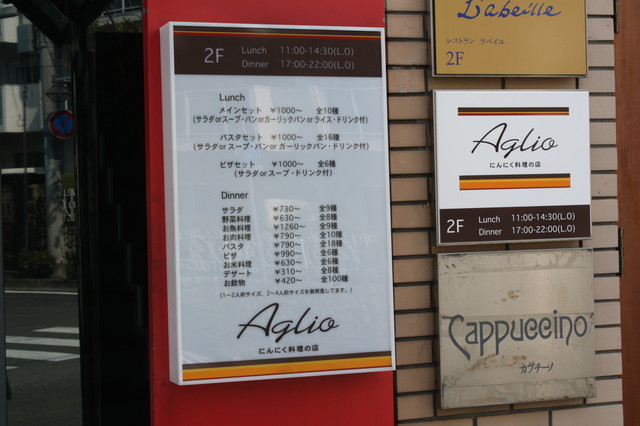 2F Lunch 11:00-14:30(L.O)
Dinner 17:00-22:00(L.O)
Lunch
メインセット ￥1000～ 全10種
(サラダorスープ・パンorガーリックパンorライス・ドリンク付)
パスタセット ￥1000～ 全16種
(サラダorスープ・パンorガーリックパン・ドリンク付)
ピザセット ￥1000～ 全6種
(サラダorスープ・ドリンク付)
Dinner
サラダ ￥730～ 全9種
野菜料理 ￥630～ 全8種
お魚料理 ￥1260～ 全9種
お肉料理 ￥790～ 全10種
パスタ ￥790～ 全18種
ピザ ￥990～ 全6種
お米料理 ￥630～ 全6種
デザート ￥310～ 全8種
お飲物 ￥420～ 全100種
(1～2人前サイズ、2～4人前サイズを御用意してます。)
Aglio
にんにく料理の店
L'abeille
レストラン ラベイユ
2F
Aglio
にんにく料理の店
2F Lunch 11:00-14:30(L.O)
Dinner 17:00-22:00(L.O)
Cappuccino
カプチーノ